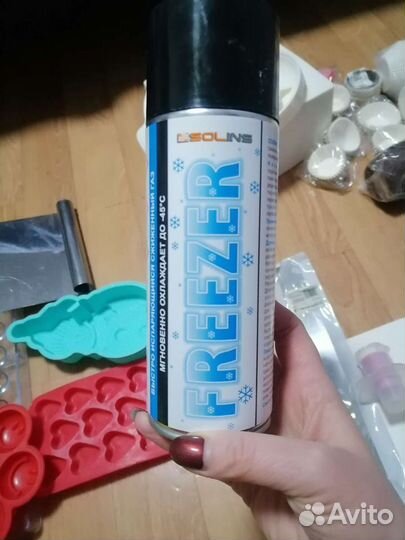 SOLINS
FREEZER
МГНОВЕННО ОХЛАЖДАЕТ ДО -45°C
БЫСТРО ИСПАРЯЮЩИЙСЯ СЖИЖЕННЫЙ ГАЗ
Avito